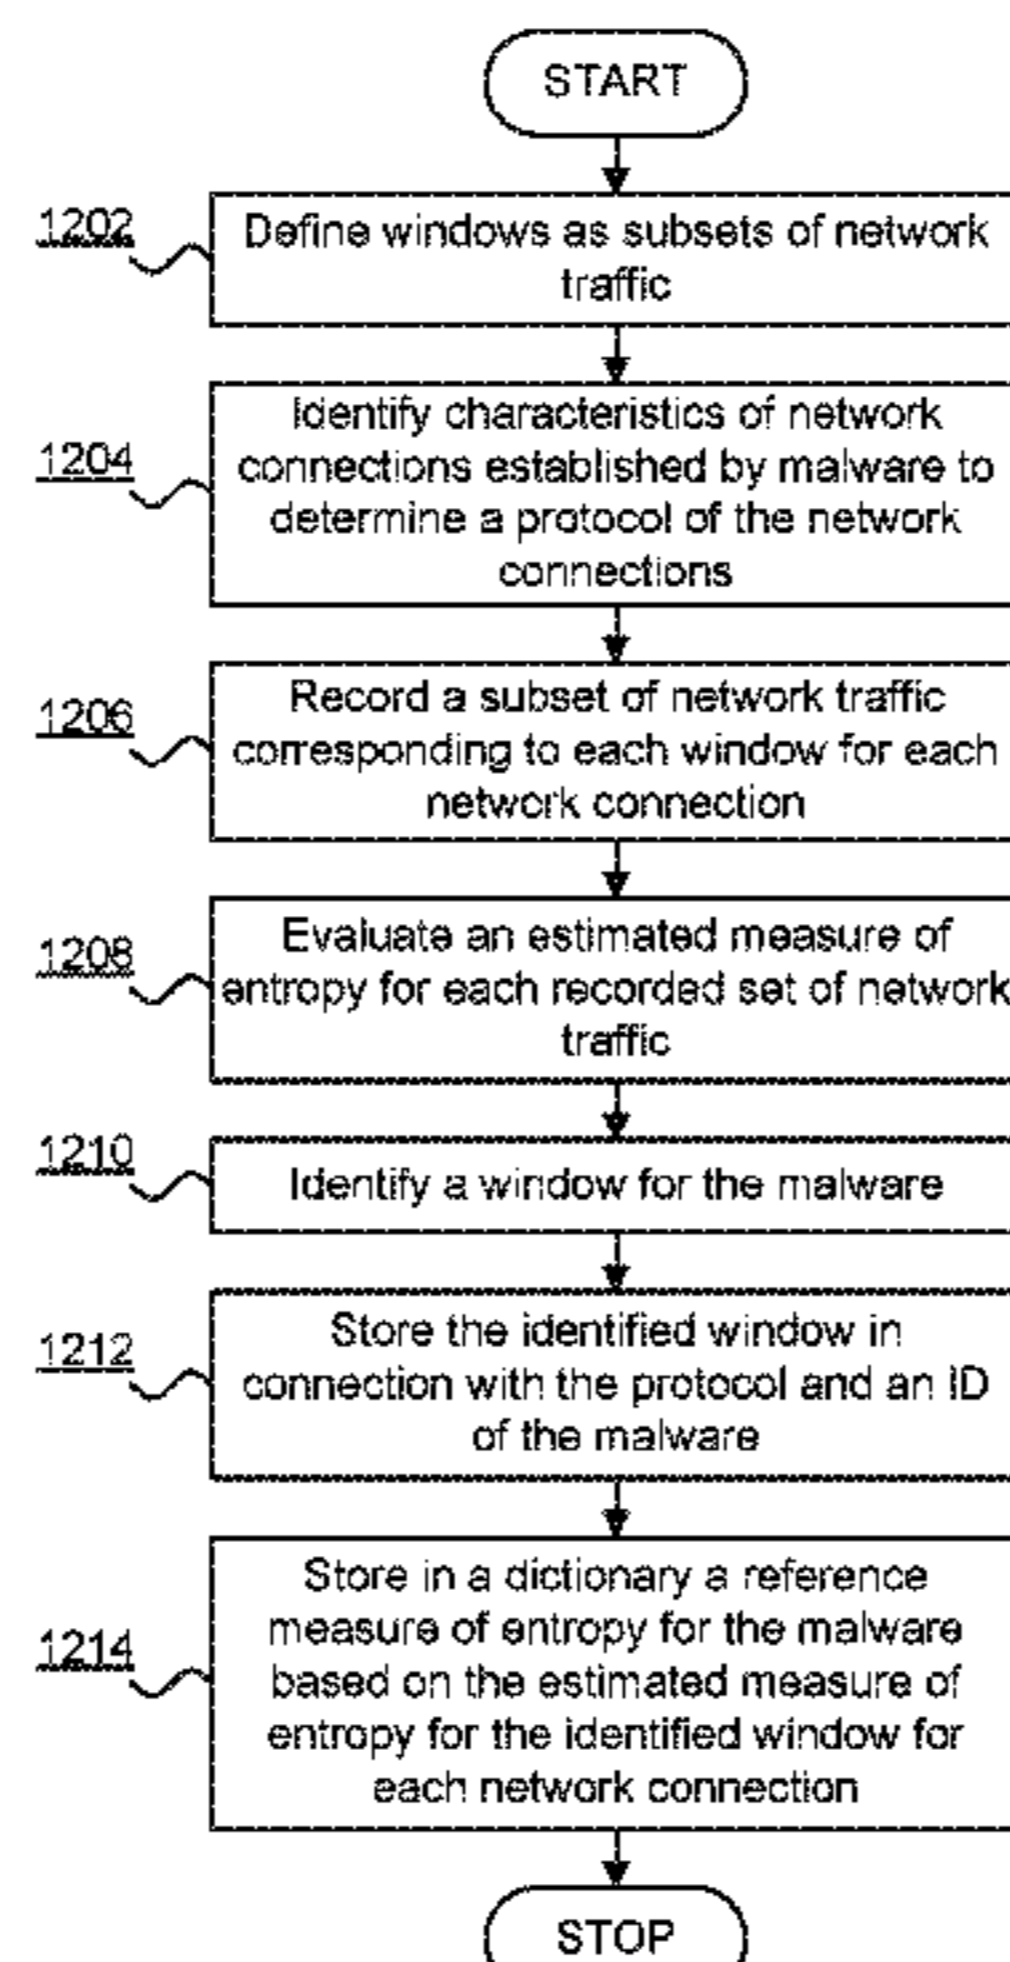 START
1202
Define windows as subsets of network
traffic
1204
Identify characteristics of network
connections established by malware to
determine a protocol of the network
connections
1206
Record a subset of network traffic
corresponding to each window for each
network connection
1208
Evaluate an estimated measure of
entropy for each recorded set of network
traffic
1210
Identify a window for the malware
1212
Store the identified window in
connection with the protocol and an ID
of the malware
1214
Store in a dictionary a reference
measure of entropy for the malware
based on the estimated measure of
entropy for the identified window for
each network connection
STOP